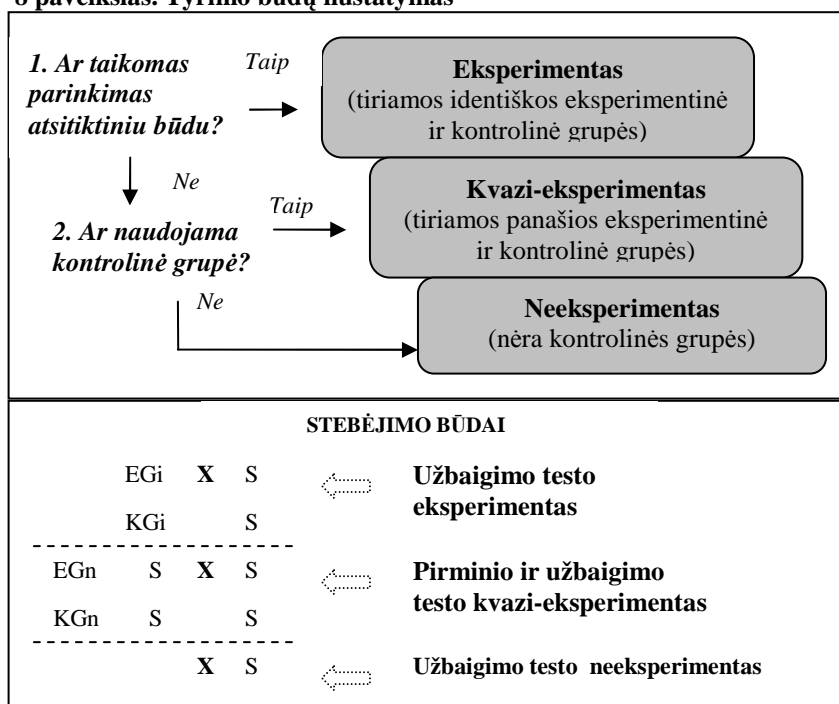 8 paveikslas. Tyrimo būdų nustatymas
1. Ar taikomas
parinkimas
atsitiktiniu būdu?
Taip
Eksperimentas
(tiriamos identiškos eksperimentinė
ir kontrolinė grupės)
Ne
2. Ar naudojama
kontrolinė grupė?
Taip
Kvazi-eksperimentas
(tiriamos panašios eksperimentinė
ir kontrolinė grupės)
Ne
Neeksperimentas
(nėra kontrolinės grupės)
STEBĖJIMO BŪDAI
EGi X S
KGi S
Užbaigimo testo
eksperimentas
EGn S X S
KGn S S
Pirminio ir užbaigimo
testo kvazi-eksperimentas
X S
Užbaigimo testo neeksperimentas